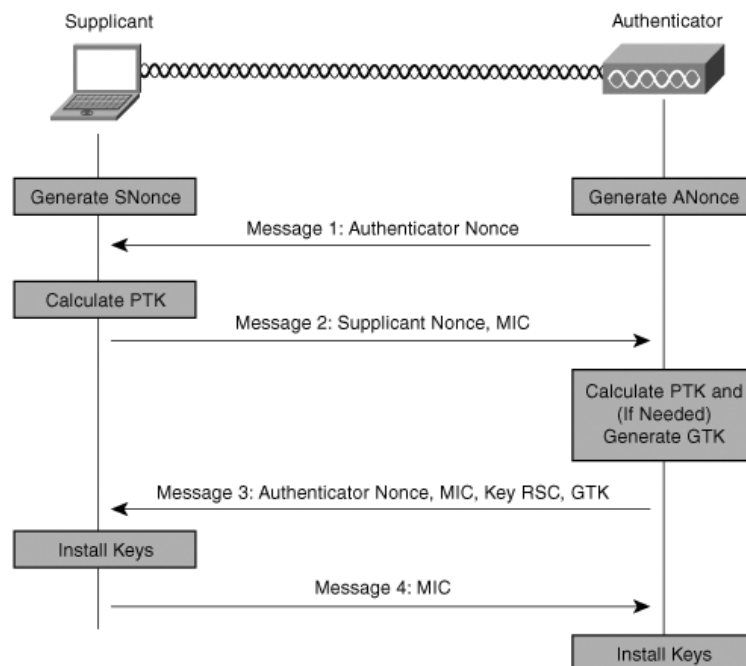 Supplicant
Authenticator
Generate SNonce
Generate ANonce
Message 1: Authenticator Nonce
Calculate PTK
Message 2: Supplicant Nonce, MIC
Calculate PTK and
(If Needed)
Generate GTK
Message 3: Authenticator Nonce, MIC, Key RSC, GTK
Install Keys
Message 4: MIC
Install Keys